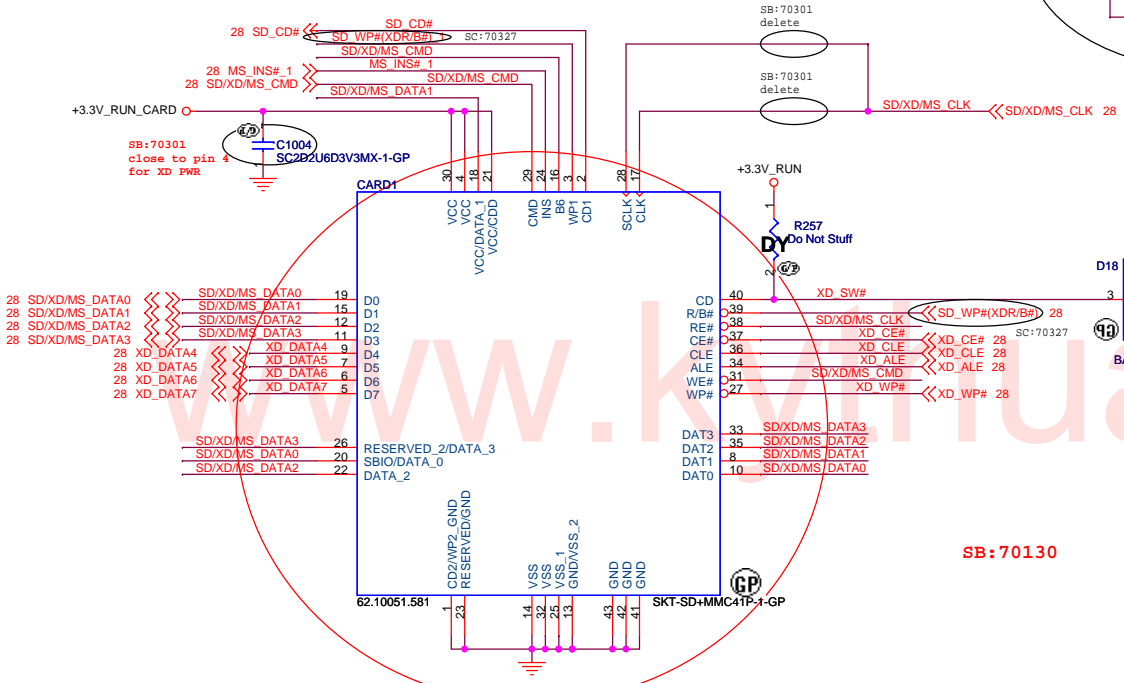 SB:70301
delete
SD_CD#
28 SD_CD#
SD_WP#(XDR/B#)_1
SC:70327
SD/XD/MS_CMD
MS_INS#_1
28 MS_INS#_1
28 SD/XD/MS_CMD
SD/XD/MS_CMD
SD/XD/MS_DATA1
SB:70301
delete
SD/XD/MS_CLK
SD/XD/MS_CLK 28
+3.3V_RUN_CARD
SB:70301
close to pin 4
for XD PWR
C1004
SC2D2U6D3V3MX-1-GP
+3.3V_RUN
1
R257
Do Not Stuff
DY
2
CARD1
30 4 18 21 29 24 16 3 2 28 17
VCC
VCC
VCC/DATA_1
VCC/CDD
CMD
INS
B6
WP1
CD1
SCLK
CLK
D18
3
28 SD/XD/MS_DATA0 SD/XD/MS_DATA0 19 D0
28 SD/XD/MS_DATA1 SD/XD/MS_DATA1 15 D1
28 SD/XD/MS_DATA2 SD/XD/MS_DATA2 12 D2
28 SD/XD/MS_DATA3 SD/XD/MS_DATA3 11 D3
28 XD_DATA4 XD_DATA4 9 D4
28 XD_DATA5 XD_DATA5 7 D5
28 XD_DATA6 XD_DATA6 6 D6
28 XD_DATA7 XD_DATA7 5 D7
CD 40 XD_SW#
R/B# 39 SD_WP#(XDR/B#) 28
SC:70327
RE# 38 SD/XD/MS_CLK
CE# 37 XD_CE# XD_CE# 28
CLE 36 XD_CLE XD_CLE 28
ALE 34 XD_ALE XD_ALE 28
WE# 31 SD/XD/MS_CMD
WP# 27 XD_WP# XD_WP# 28
BA
www.kythua
SD/XD/MS_DATA3 26 RESERVED_2/DATA_3
SD/XD/MS_DATA0 20 SBIO/DATA_0
SD/XD/MS_DATA2 22 DATA_2
DAT3 33 SD/XD/MS_DATA3
DAT2 35 SD/XD/MS_DATA2
DAT1 8 SD/XD/MS_DATA1
DAT0 10 SD/XD/MS_DATA0
CD2/WP2_GND
RESERVED/GND
VSS
VSS
VSS_1
GND/VSS_2
GND
GND
GND
SB:70130
GP
62.10051.581
SKT-SD+MMC41P-1-GP
1 23 14 32 25 13 43 42 41